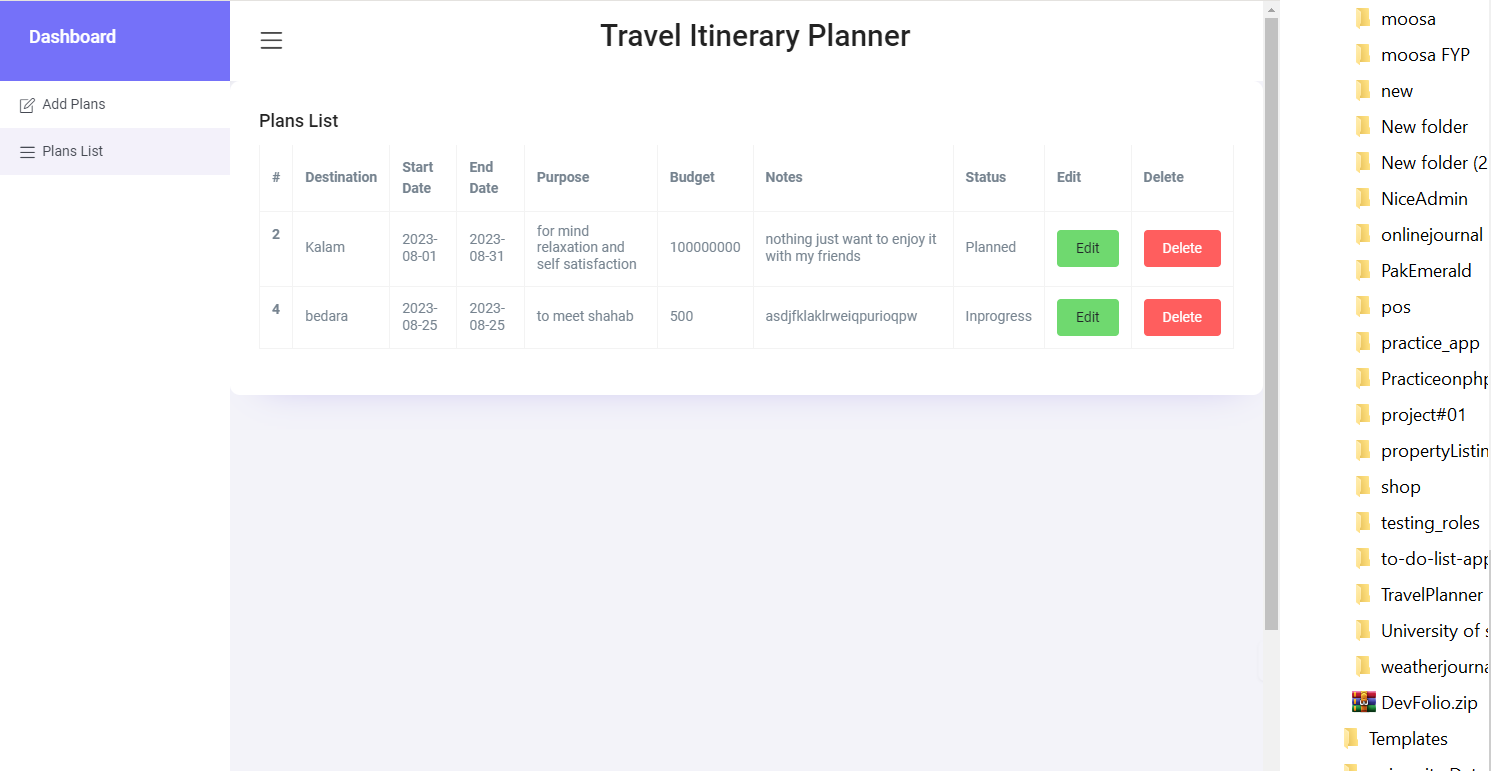 Dashboard
Travel Itinerary Planner
Add Plans
Plans List
Plans List
# Destination Start Date End Date Purpose Budget Notes Status Edit Delete
2 Kalam 2023-08-01 2023-08-31 for mind relaxation and self satisfaction 100000000 nothing just want to enjoy it with my friends Planned Edit Delete
4 bedara 2023-08-25 2023-08-25 to meet shahab 500 asdjfklaklrweiqpurioqpw Inprogress Edit Delete
moosa
moosa FYP
new
New folder
New folder (2
NiceAdmin
onlinejournal
PakEmerald
pos
practice_app
Practiceonphp
project#01
propertyListin
shop
testing_roles
to-do-list-app
TravelPlanner
University of
weatherjourna
DevFolio.zip
Templates